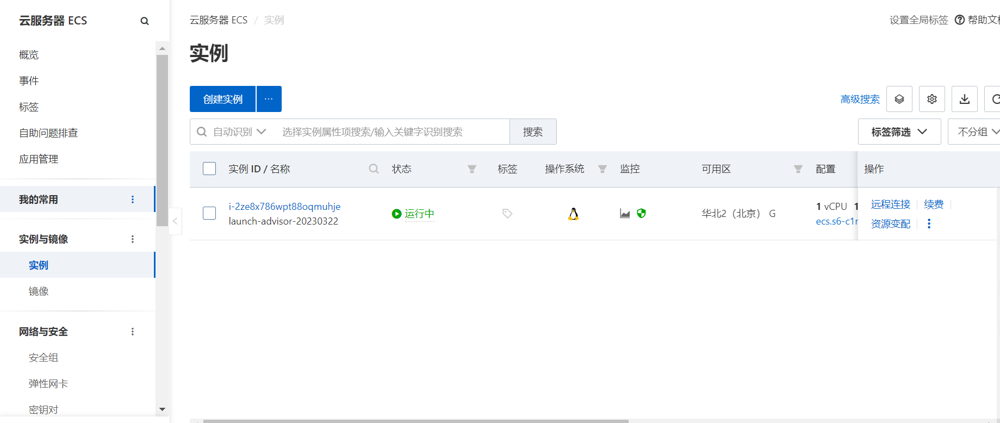 云服务器 ECS
概览
事件
标签
自助问题排查
应用管理
我的常用
实例与镜像
实例
镜像
网络与安全
安全组
弹性网卡
密钥对
云服务器 ECS / 实例
设置全局标签 帮助文
实例
创建实例 ···
高级搜索
自动识别 选择实例属性项搜索/输入关键字识别搜索 搜索
标签筛选 不分组
实例 ID / 名称 状态 标签 操作系统 监控 可用区 配置 操作
i-2ze8x786wpt88oqmuhje
launch-advisor-20230322
运行中
华北2（北京） G
1 vCPU 1
ecs.s6-c1
远程连接 续费
资源变配